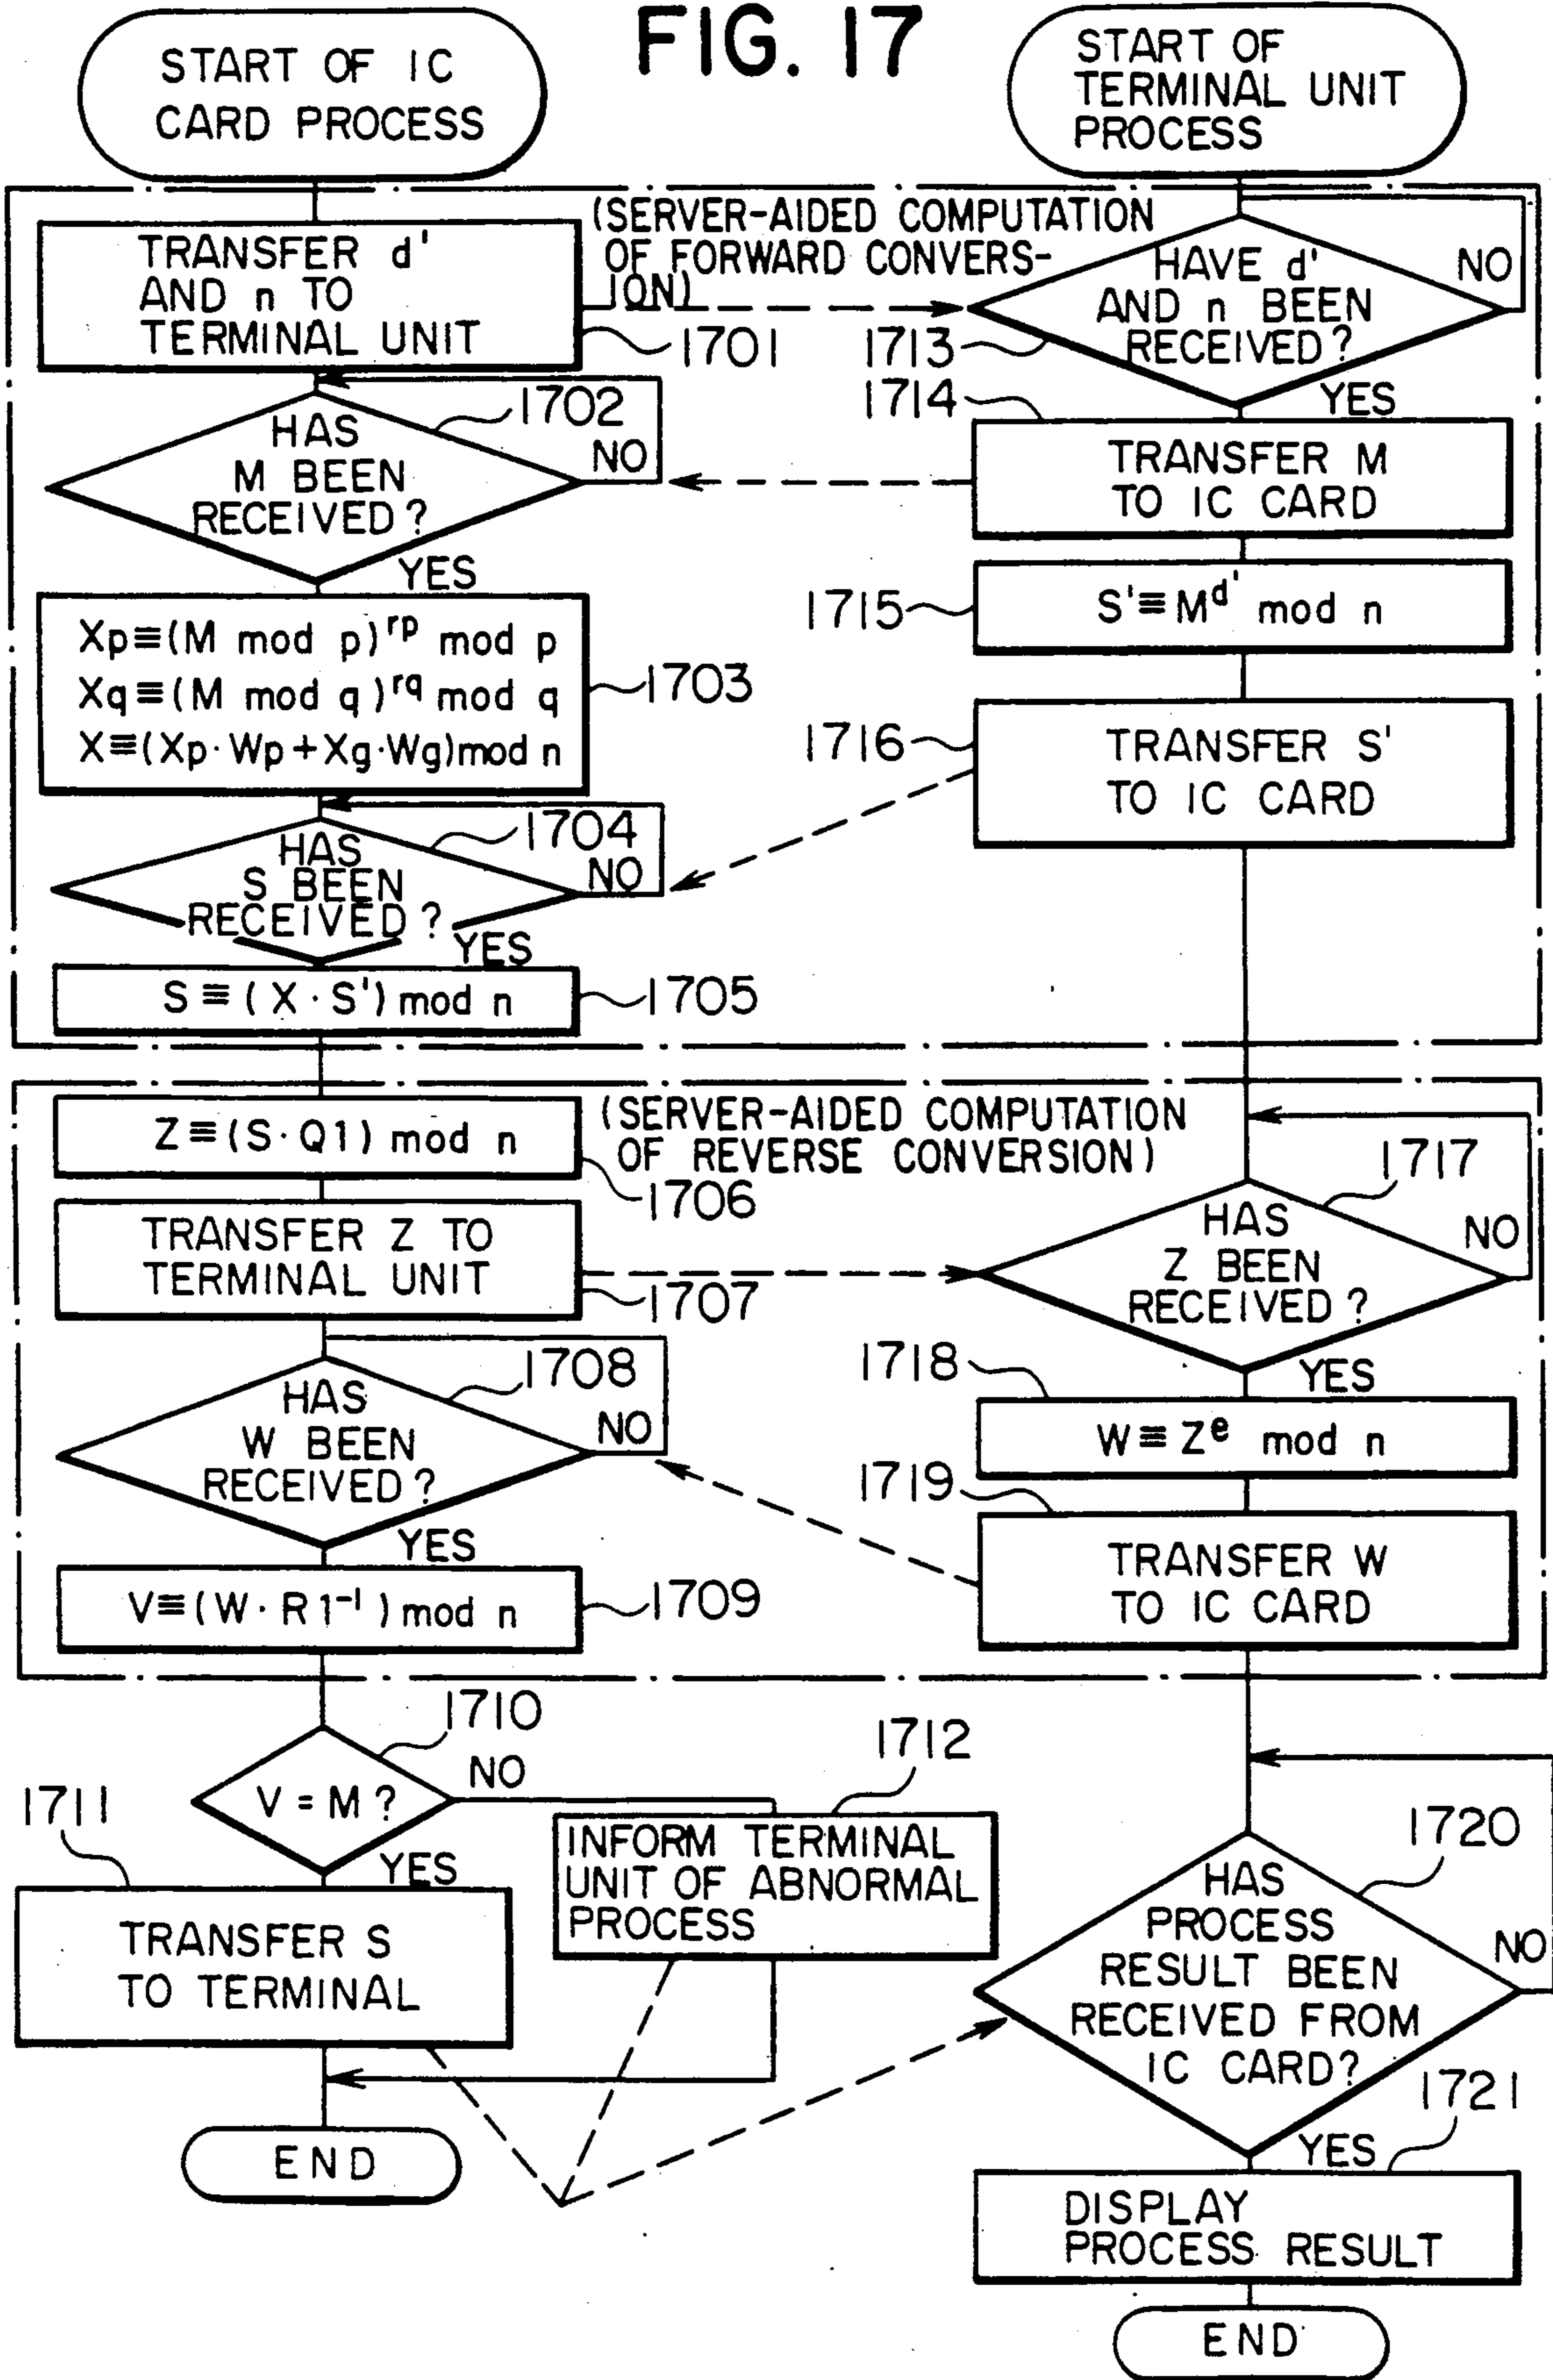 FIG. 17
START OF IC
CARD PROCESS
START OF
TERMINAL UNIT
PROCESS
(SERVER-AIDED COMPUTATION
OF FORWARD CONVERS-
ION)
TRANSFER d'
AND n TO
TERMINAL UNIT
1701
HAVE d'
AND n BEEN
RECEIVED?
NO
1713
YES
1702
HAS
M BEEN
RECEIVED?
NO
YES
1714
TRANSFER M
TO IC CARD
1715
S'≡M^d' mod n
Xp≡(M mod p)^rp mod p
Xq≡(M mod q)^rq mod q
X≡(Xp·Wp+Xg·Wg)mod n
1703
1716
TRANSFER S'
TO IC CARD
1704
HAS
S BEEN
RECEIVED?
NO
YES
S≡(X·S') mod n
1705
(SERVER-AIDED COMPUTATION
OF REVERSE CONVERSION)
Z≡(S·Q1) mod n
1706
TRANSFER Z TO
TERMINAL UNIT
1707
1717
HAS
Z BEEN
RECEIVED?
NO
YES
1708
HAS
W BEEN
RECEIVED?
NO
YES
1718
W≡Z^e mod n
1719
TRANSFER W
TO IC CARD
V≡(W·R1^-1) mod n
1709
1710
V=M?
NO
YES
1711
TRANSFER S
TO TERMINAL
1712
INFORM TERMINAL
UNIT OF ABNORMAL
PROCESS
1720
HAS
PROCESS
RESULT BEEN
RECEIVED FROM
IC CARD?
NO
YES
1721
END
DISPLAY
PROCESS RESULT
END